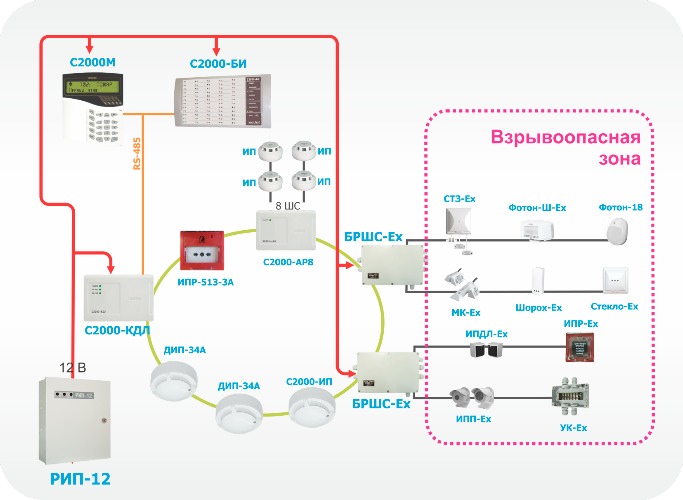 С2000М
С2000-БИ
RS-485
Взрывоопасная
зона
ИП
ИП
ИП
ИП
8 ШС
С2000-АР8
ИПР-513-3А
БРШС-Ех
СТЗ-Ех
Фотон-Ш-Ех
Фотон-18
МК-Ех
Шорох-Ех
Стекло-Ех
С2000-КДЛ
12 В
РИП-12
РИП-12
ДИП-34А
ДИП-34А
С2000-ИП
БРШС-Ех
ИПДЛ-Ех
ИПР-Ех
ИПП-Ех
УК-Ех